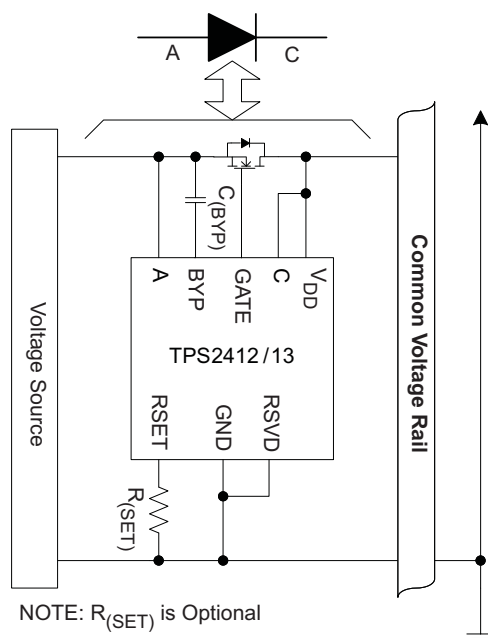 A
C
C(BYP)
A
BYP
GATE
C
VDD
TPS2412/13
RSET
GND
RSVD
R(SET)
Voltage Source
Common Voltage Rail
NOTE: R(SET) is Optional